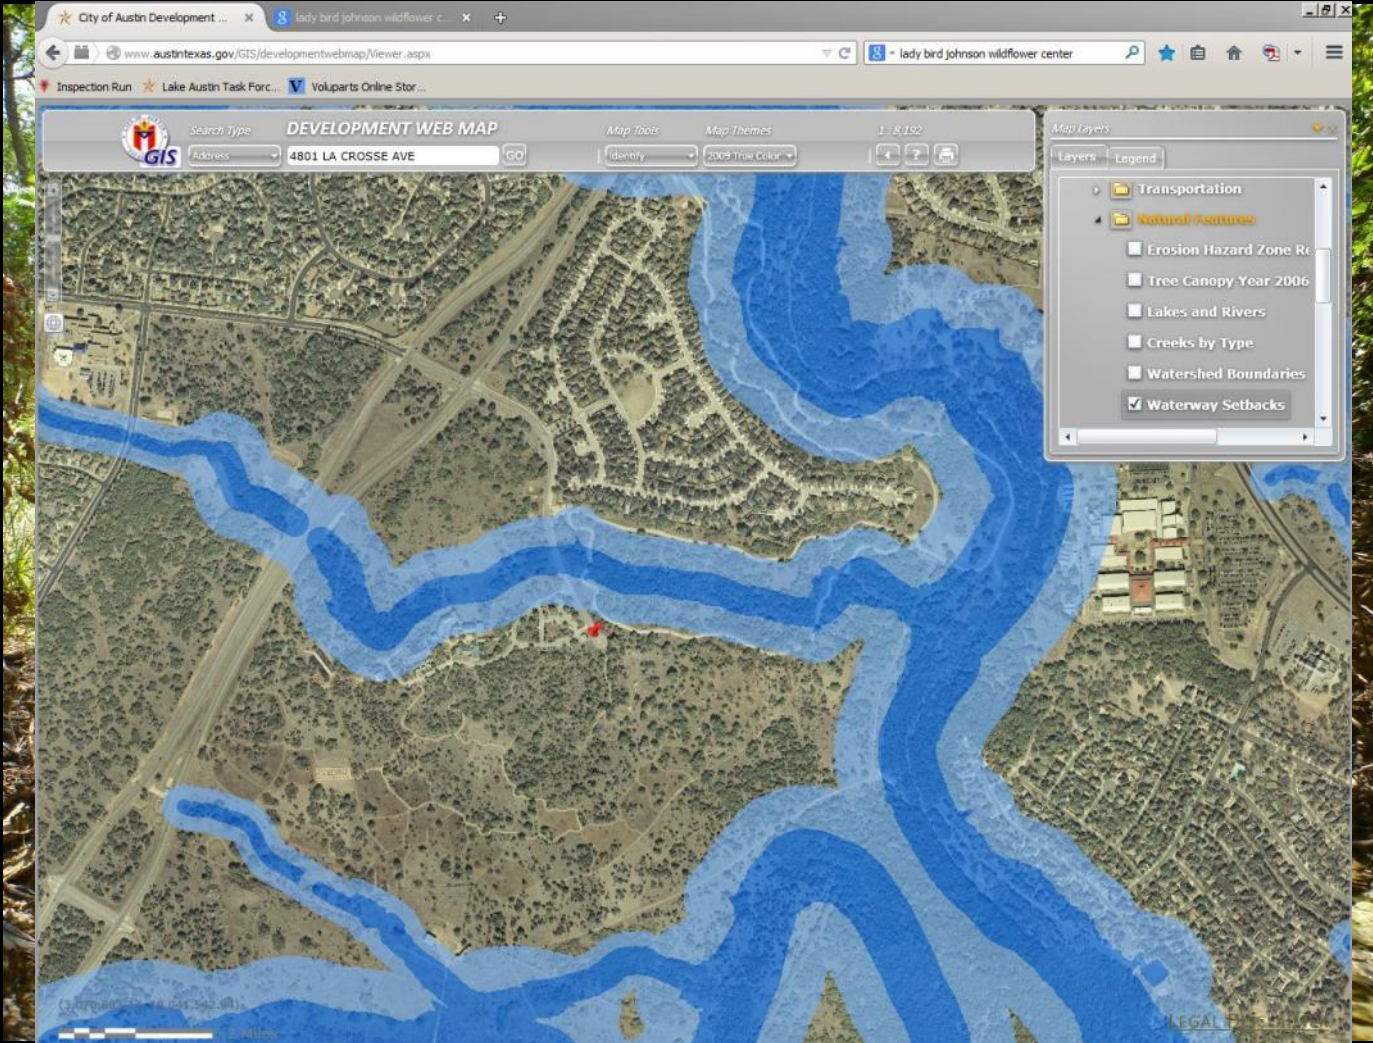 City of Austin Development ...
lady bird johnson wildflower c...
www.austintexas.gov/GIS/developmentwebmap/Viewer.aspx
lady bird johnson wildflower center
Inspection Run
Lake Austin Task Forc...
Voluparts Online Stor...
GIS
Search Type
DEVELOPMENT WEB MAP
Map Tools
Map Themes
1 : 8,192
Address
4801 LA CROSSE AVE
GO
Identify
2009 True Color
?
Map Layers
Layers
Legend
Transportation
Natural Features
Erosion Hazard Zone Re
Tree Canopy Year 2006
Lakes and Rivers
Creeks by Type
Watershed Boundaries
Waterway Setbacks
LEGAL